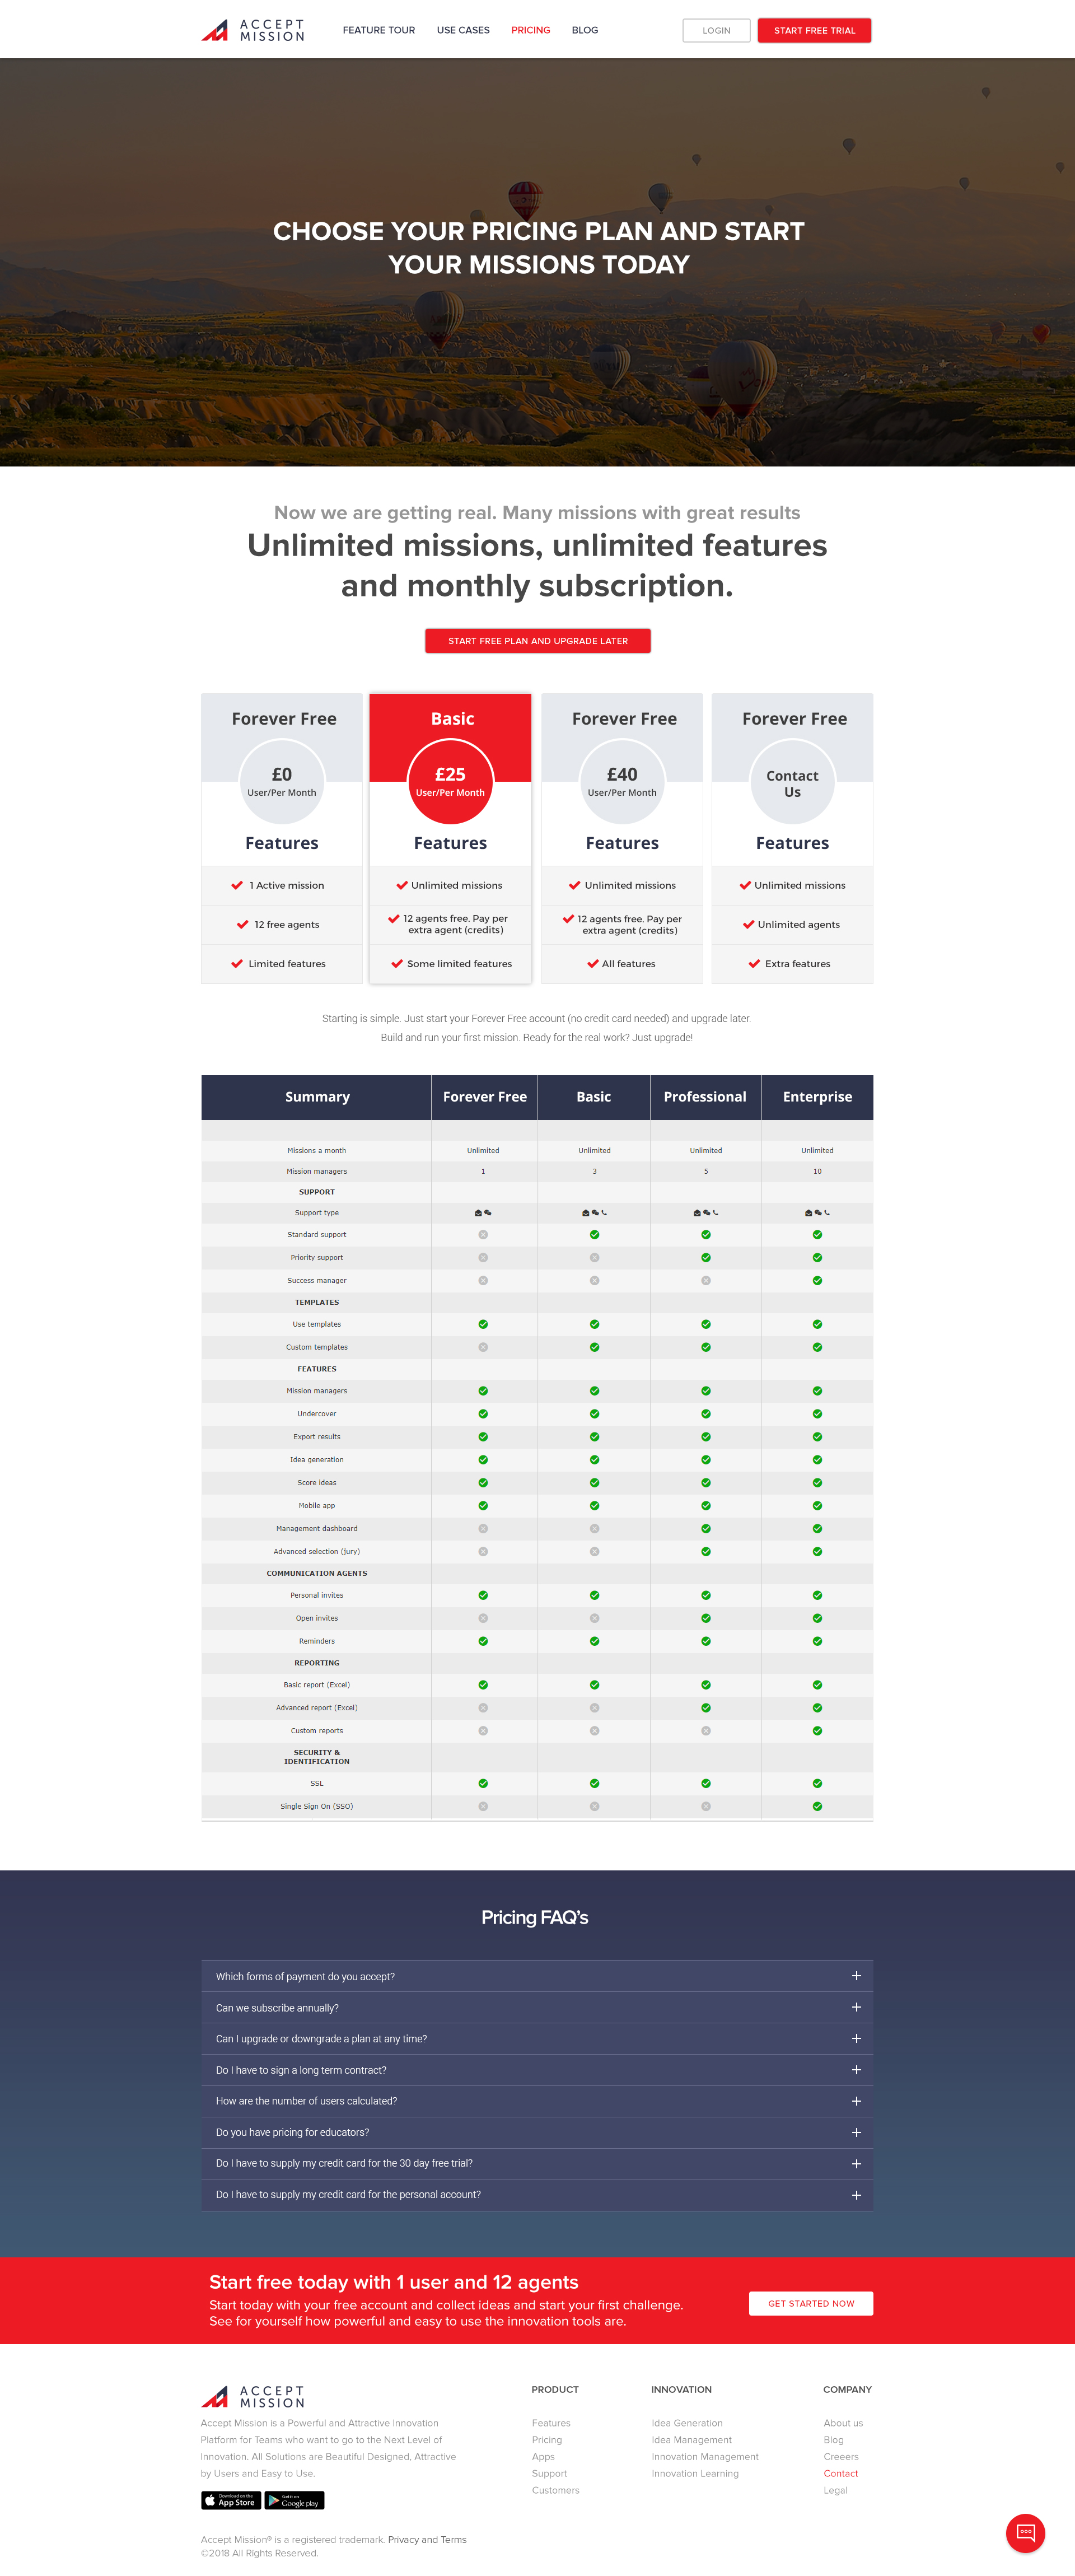 ACCEPT
MISSION
FEATURE TOUR
USE CASES
PRICING
BLOG
LOGIN
START FREE TRIAL
CHOOSE YOUR PRICING PLAN AND START
YOUR MISSIONS TODAY
Now we are getting real. Many missions with great results
Unlimited missions, unlimited features
and monthly subscription.
START FREE PLAN AND UPGRADE LATER
Forever Free
£0
User/Per Month
Features
1 Active mission
12 free agents
Limited features
Basic
£25
User/Per Month
Features
Unlimited missions
12 agents free. Pay per
extra agent (credits)
Some limited features
Forever Free
£40
User/Per Month
Features
Unlimited missions
12 agents free. Pay per
extra agent (credits)
All features
Forever Free
Contact
Us
Features
Unlimited missions
Unlimited agents
Extra features
Starting is simple. Just start your Forever Free account (no credit card needed) and upgrade later.
Build and run your first mission. Ready for the real work? Just upgrade!
Summary Forever Free Basic Professional Enterprise
Missions a month Unlimited Unlimited Unlimited Unlimited
Mission managers 1 3 5 10
SUPPORT
Support type
Standard support
Priority support
Success manager
TEMPLATES
Use templates
Custom templates
FEATURES
Mission managers
Undercover
Export results
Idea generation
Score ideas
Mobile app
Management dashboard
Advanced selection (jury)
COMMUNICATION AGENTS
Personal invites
Open invites
Reminders
REPORTING
Basic report (Excel)
Advanced report (Excel)
Custom reports
SECURITY &
IDENTIFICATION
SSL
Single Sign On (SSO)
Pricing FAQ's
Which forms of payment do you accept?
Can we subscribe annually?
Can I upgrade or downgrade a plan at any time?
Do I have to sign a long term contract?
How are the number of users calculated?
Do you have pricing for educators?
Do I have to supply my credit card for the 30 day free trial?
Do I have to supply my credit card for the personal account?
Start free today with 1 user and 12 agents
Start today with your free account and collect ideas and start your first challenge.
See for yourself how powerful and easy to use the innovation tools are.
GET STARTED NOW
ACCEPT
MISSION
Accept Mission is a Powerful and Attractive Innovation
Platform for Teams who want to go to the Next Level of
Innovation. All Solutions are Beautiful Designed, Attractive
by Users and Easy to Use.
Download on the
App Store
Get it on
Google play
PRODUCT
Features
Pricing
Apps
Support
Customers
INNOVATION
Idea Generation
Idea Management
Innovation Management
Innovation Learning
COMPANY
About us
Blog
Creeers
Contact
Legal
Accept Mission® is a registered trademark. Privacy and Terms
©2018 All Rights Reserved.